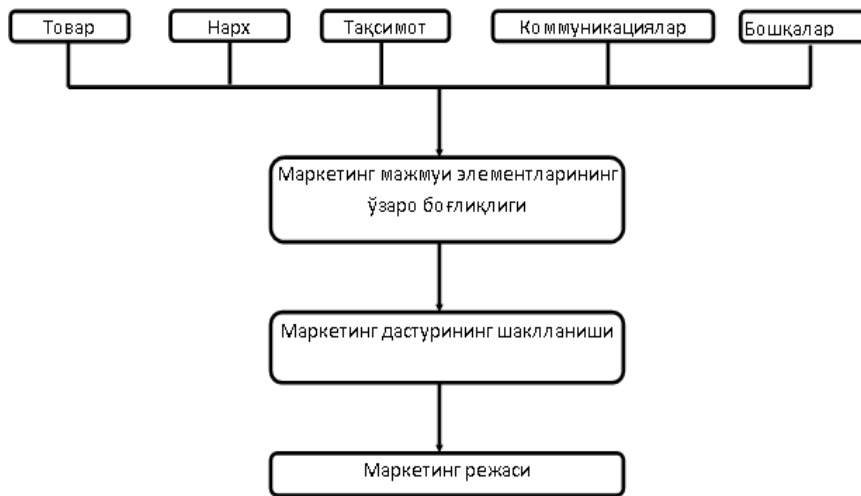 Товар
Нарх
Тақсимот
Коммуникациялар
Бошқалар
Маркетинг мажмуи элементларининг
ўзаро боғлиқлиги
Маркетинг дастурининг шаклланиши
Маркетинг режаси